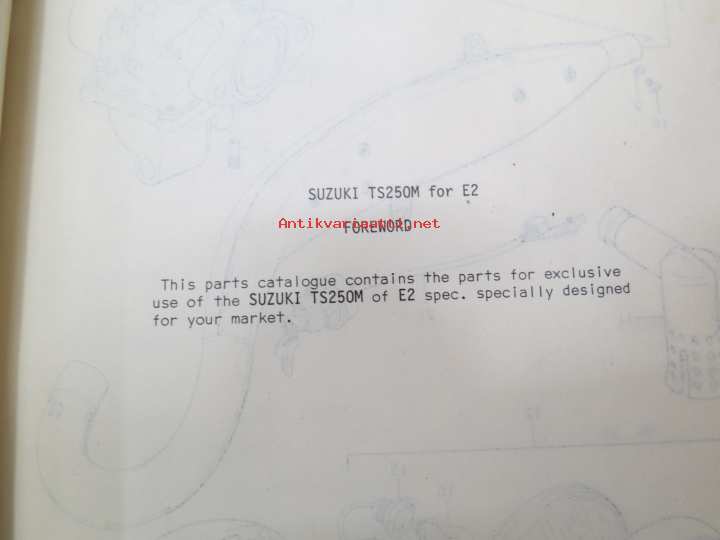 SUZUKI TS250M for E2
Antikvariaatti.net
FOREWORD
This parts catalogue contains the parts for exclusive
use of the SUZUKI TS250M of E2 spec. specially designed
for your market.